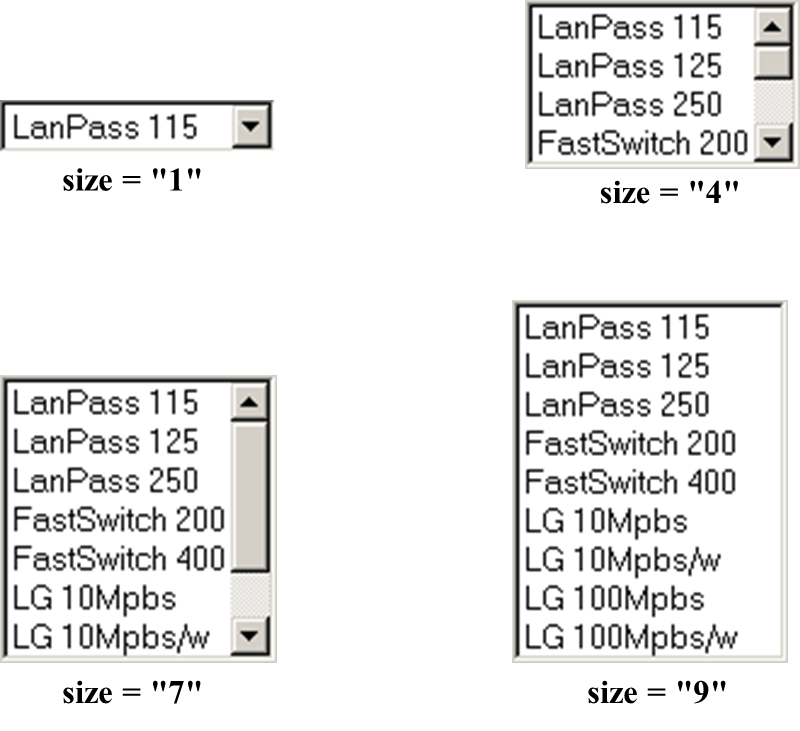 LanPass 115
size = "1"
LanPass 115
LanPass 125
LanPass 250
FastSwitch 200
size = "4"
LanPass 115
LanPass 125
LanPass 250
FastSwitch 200
FastSwitch 400
LG 10Mpbs
LG 10Mpbs/w
size = "7"
LanPass 115
LanPass 125
LanPass 250
FastSwitch 200
FastSwitch 400
LG 10Mpbs
LG 10Mpbs/w
LG 100Mpbs
LG 100Mpbs/w
size = "9"